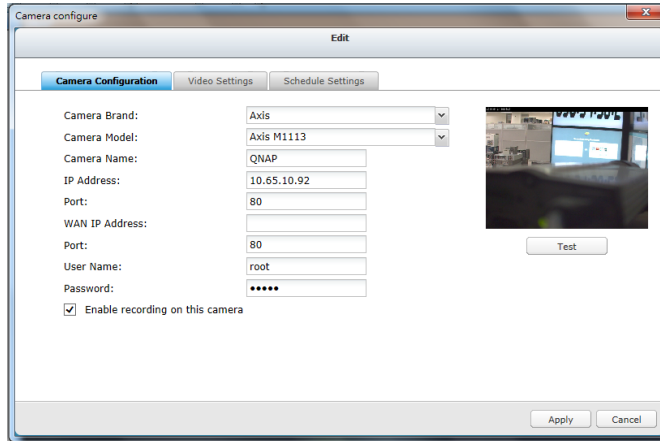 Camera configure
Edit
Camera Configuration Video Settings Schedule Settings
Camera Brand: Axis
Camera Model: Axis M1113
Camera Name: QNAP
IP Address: 10.65.10.92
Port: 80
WAN IP Address:
Port: 80
User Name: root
Password: •••••
Enable recording on this camera
Test
Apply Cancel